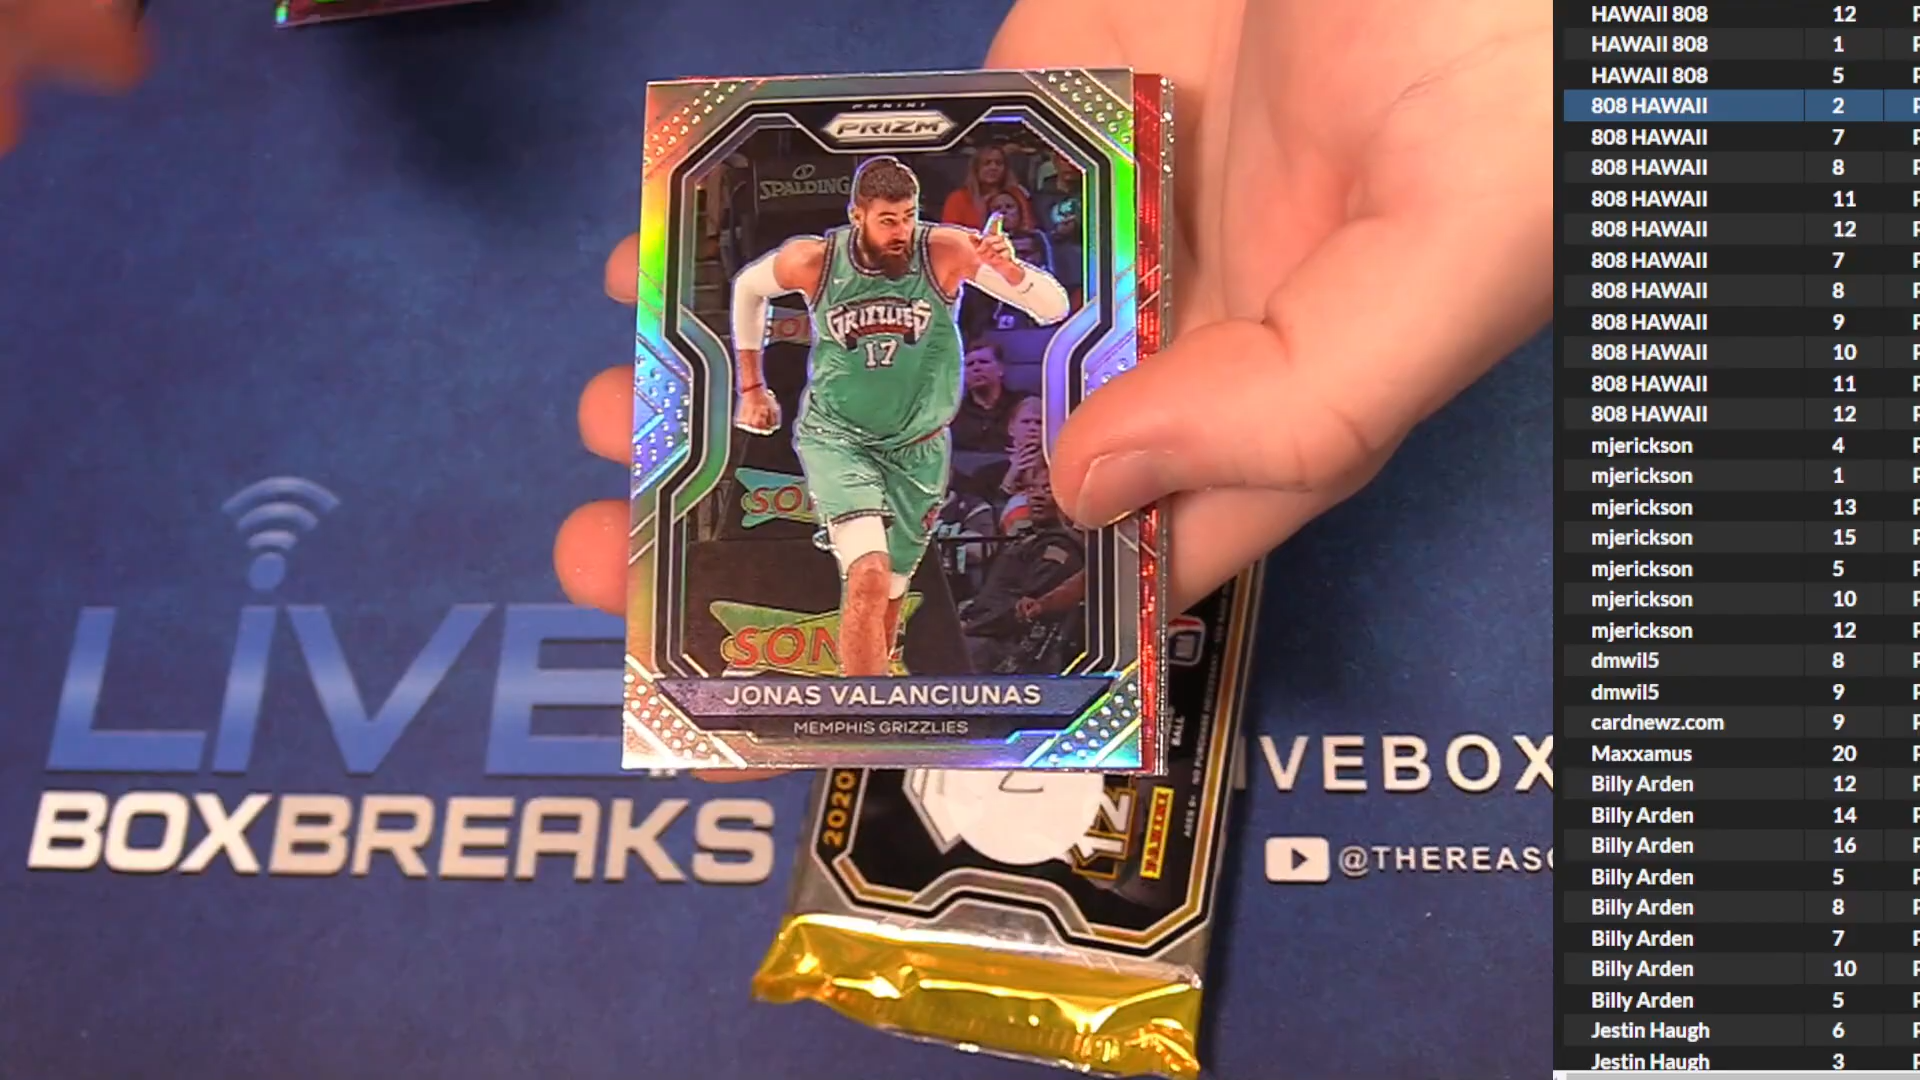 PANINI
PRIZM
SPALDING
GRIZZLIES
17
SONIC
JONAS VALANCIUNAS
MEMPHIS GRIZZLIES
LIVE
BOXBREAKS
IVEBOX
@THEREASO
2020
12
PANINI
BALL
HAWAII 808 12 P
HAWAII 808 1 P
HAWAII 808 5 P
808 HAWAII 2 P
808 HAWAII 7 P
808 HAWAII 8 P
808 HAWAII 11 P
808 HAWAII 12 P
808 HAWAII 7 P
808 HAWAII 8 P
808 HAWAII 9 P
808 HAWAII 10 P
808 HAWAII 11 P
808 HAWAII 12 P
mjerickson 4 P
mjerickson 1 P
mjerickson 13 P
mjerickson 15 P
mjerickson 5 P
mjerickson 10 P
mjerickson 12 P
dmwil5 8 P
dmwil5 9 P
cardnewz.com 9 P
Maxxamus 20 P
Billy Arden 12 P
Billy Arden 14 P
Billy Arden 16 P
Billy Arden 5 P
Billy Arden 8 P
Billy Arden 7 P
Billy Arden 10 P
Billy Arden 5 P
Jestin Haugh 6 P
Jestin Haugh 3 P